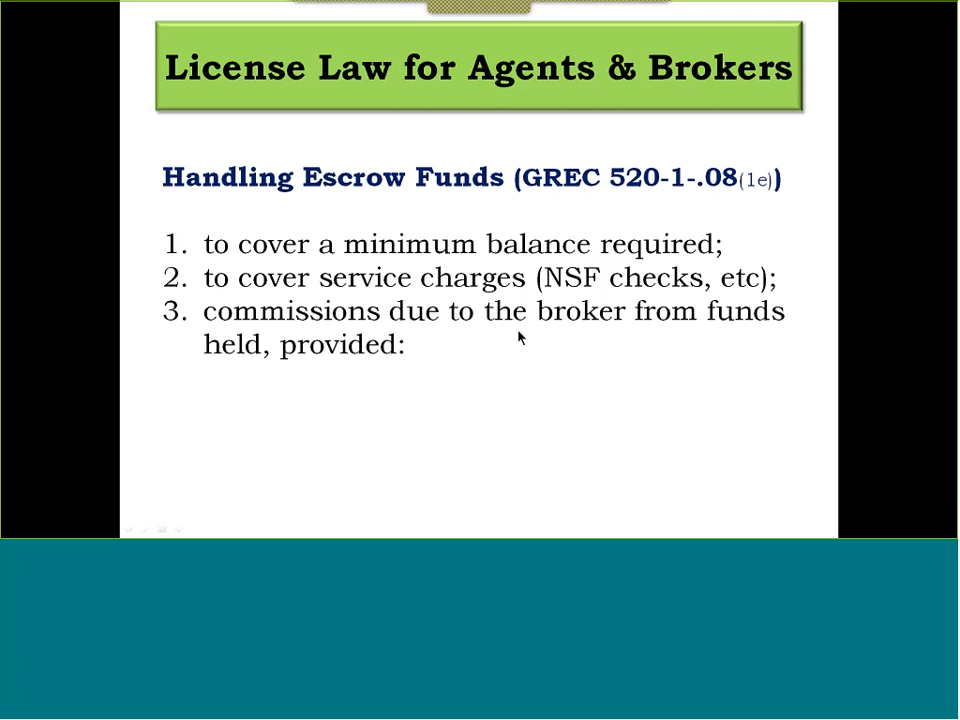 License Law for Agents & Brokers
Handling Escrow Funds (GREC 520-1-.08(1e))
1. to cover a minimum balance required;
2. to cover service charges (NSF checks, etc);
3. commissions due to the broker from funds
held, provided: